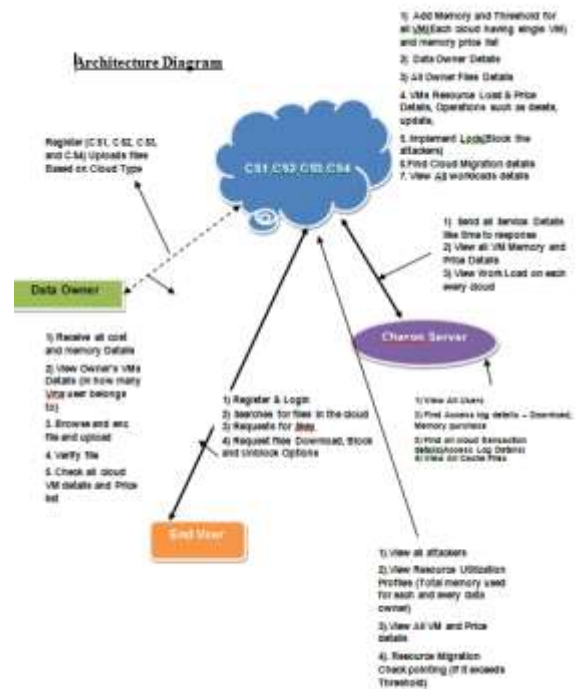 Architecture Diagram
1) Add Memory and Threshold for
all VM(Each cloud having single VM)
and memory price list
2) Data Owner Details
3) All Owner Files Details
4. VMs Resource Load & Price
Details, Operations such as delete,
update,
5. Implement Lock(Block the
attackers)
6.Find Cloud Migration details
7. View All workloads details
Register (CS1, CS2, CS3,
and CS4) Uploads files
Based on Cloud Type
CS1 CS2 CS3 CS4
1) Send all Service Details
like time to response
2) View all VM Memory and
Price Details
3) View Work Load on each
every cloud
Data Owner
1) Receive all cost
and memory Details
2) View Owner's VMs
Details (in how many
Vms user belongs
to)
3. Browse and enc
file and upload
4. Verify file
5. Check all cloud
VM details and Price
list
Charon Server
1) View All Users
2) Find Access log details – Download,
Memory purchase
3) Find all cloud transaction
details(Access Log Details)
4) View All Cache Files
1) Register & Login
2) Searches for files in the cloud
3) Requests for
4) Request files Download, Block
and Unblock Options
End User
1).View all attackers
2).View Resource Utilization
Profiles (Total memory used
for each and every data
owner)
3).View All VM and Price
details
4). Resource Migration
Check pointing (if it exceeds
Threshold)